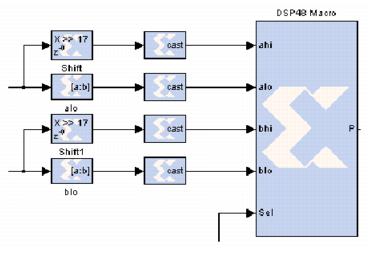 DSP48 Macro
X >> 17
z-0
cast
ahi
Shift
[a:b]
cast
alo
alo
X >> 17
z-0
cast
bhi
P
Shift1
[a:b]
cast
blo
blo
Sel